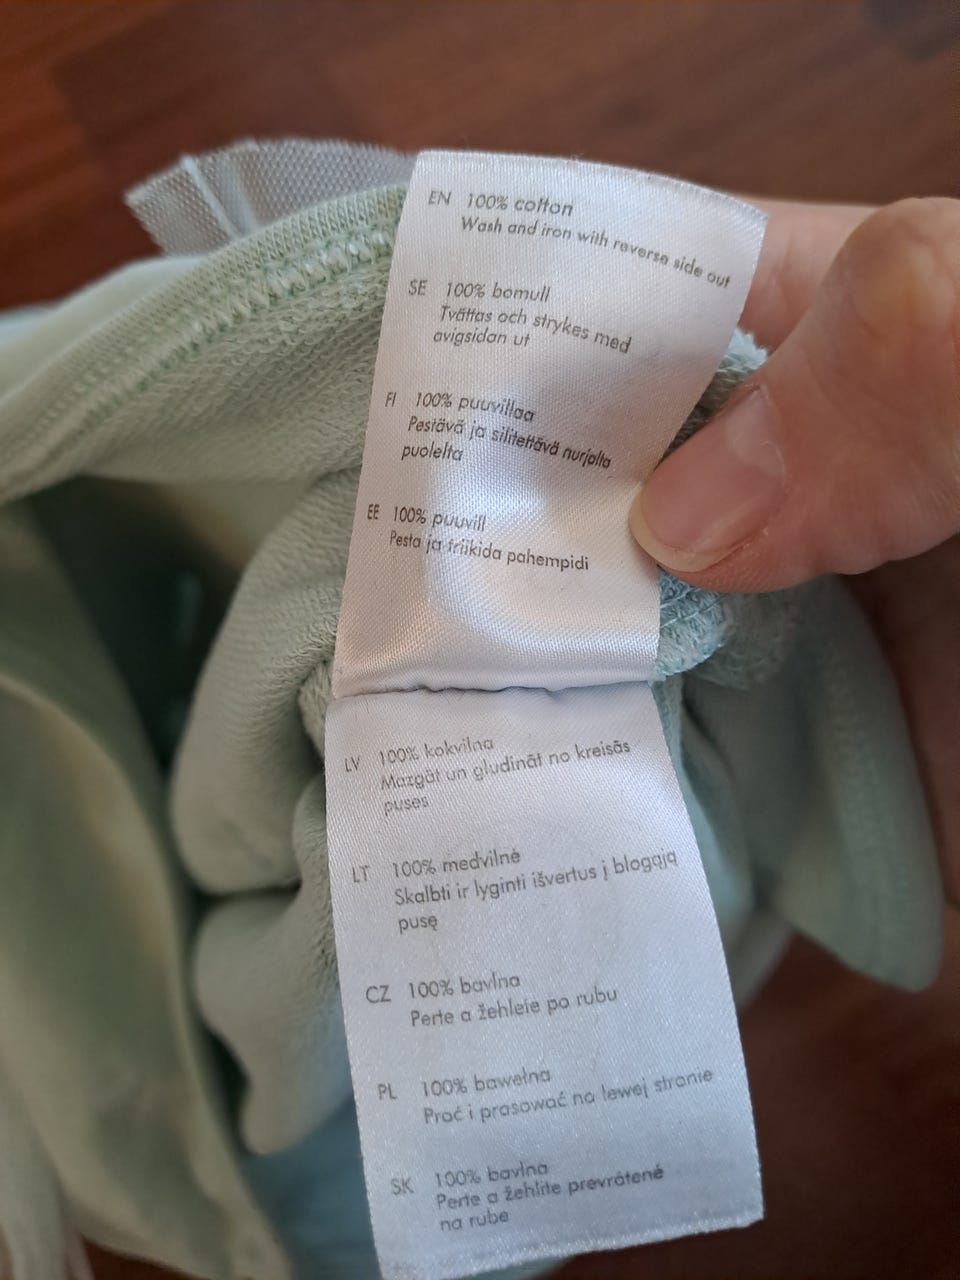 EN 100% cotton
Wash and iron with reverse side out
SE 100% bomull
Tvättas och strykes med
avigsidan ut
FI 100% puuvillaa
Pestävä ja silitettävä nurjalta
puolelta
EE 100% puuvill
Pesta ja triikida pahempidi
LV 100% kokvilna
Mazgāt un gludināt no kreisās
puses
LT 100% medvilnė
Skalbti ir lyginti išvertus į blogąją
pusę
CZ 100% bavlna
Perte a žehlete po rubu
PL 100% bawełna
Prać i prasować na lewej stronie
SK 100% bavlna
Perte a žehlite prevrátené
na rube